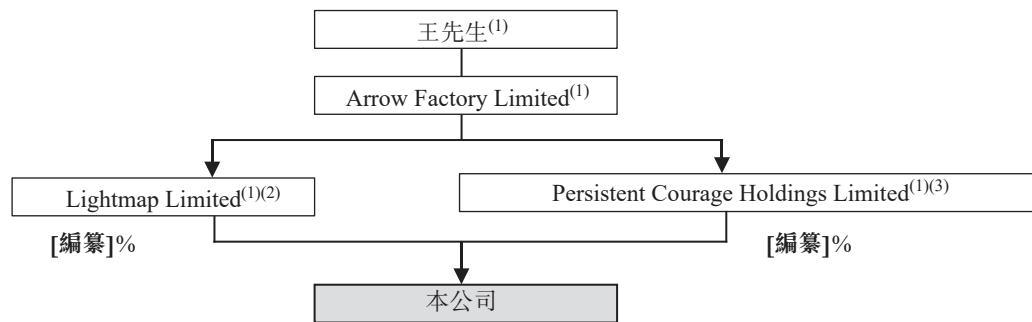 王先生(1)
Arrow Factory Limited(1)
Lightmap Limited(1)(2)
Persistent Courage Holdings Limited(1)(3)
[編纂]%
[編纂]%
本公司